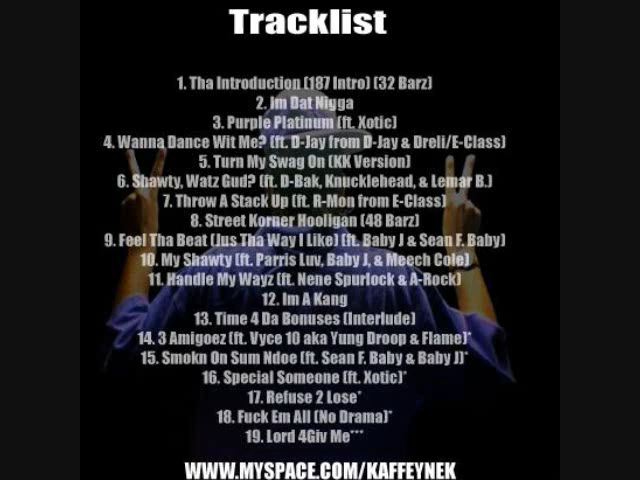 Tracklist
1. Tha Introduction (187 Intro) (32 Barz)
2. Im Dat Nigga
3. Purple Platinum (ft. Xotic)
4. Wanna Dance Wit Me? (ft. D-Jay from D-Jay & Dreli/E-Class)
5. Turn My Swag On (KK Version)
6. Shawty, Watz Gud? (ft. D-Bak, Knucklehead, & Lemar B.)
7. Throw A Stack Up (ft. R-Mon from E-Class)
8. Street Korner Hooligan (48 Barz)
9. Feel Tha Beat (Jus Tha Way I Like) (ft. Baby J & Sean F. Baby)
10. My Shawty (ft. Parris Luv, Baby J, & Meech Cole)
11. Handle My Wayz (ft. Nene Spurlock & A-Rock)
12. Im A Kang
13. Time 4 Da Bonuses (Interlude)
14. 3 Amigoez (ft. Vyce 10 aka Yung Droop & Flame)*
15. Smokn On Sum Ndoe (ft. Sean F. Baby & Baby J)*
16. Special Someone (ft. Xotic)*
17. Refuse 2 Lose*
18. Fuck Em All (No Drama)*
19. Lord 4Giv Me***
WWW.MYSPACE.COM/KAFFEYNEK